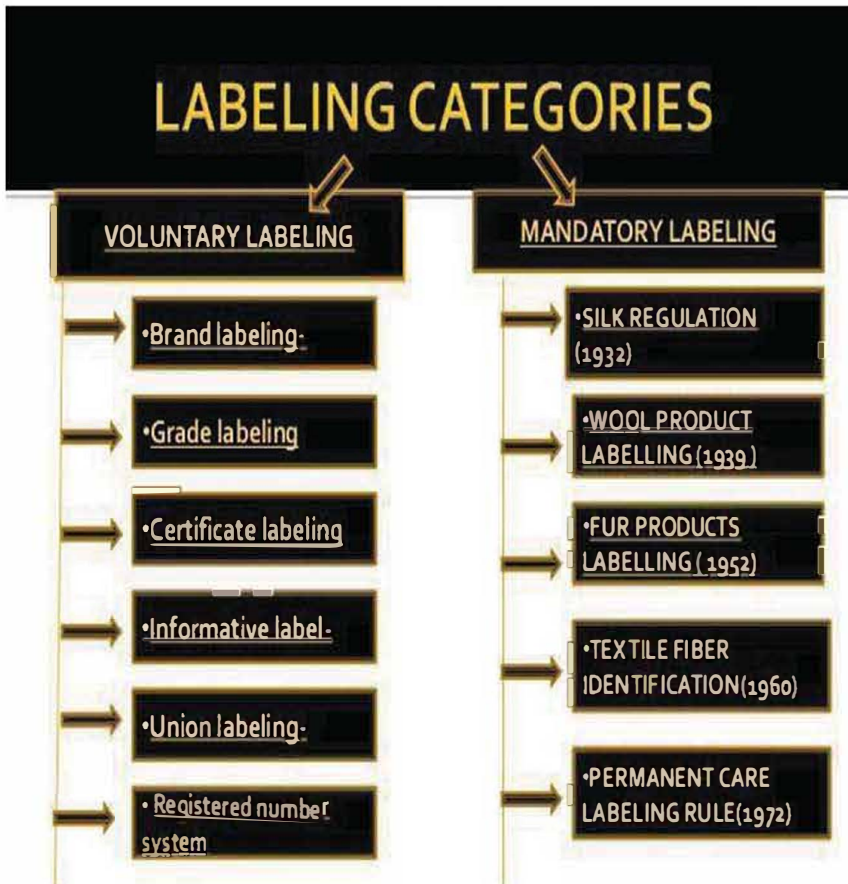 LABELING CATEGORIES
VOLUNTARY LABELING
•Brand labeling-
•Grade labeling
•Certificate labeling
•Informative label-
•Union labeling-
• Registered number
system
MANDATORY LABELING
•SILK REGULATION
(1932)
•WOOL PRODUCT
LABELLING (1939 )
•FUR PRODUCTS
LABELLING ( 1952)
•TEXTILE FIBER
IDENTIFICATION(1960)
•PERMANENT CARE
LABELING RULE(1972)